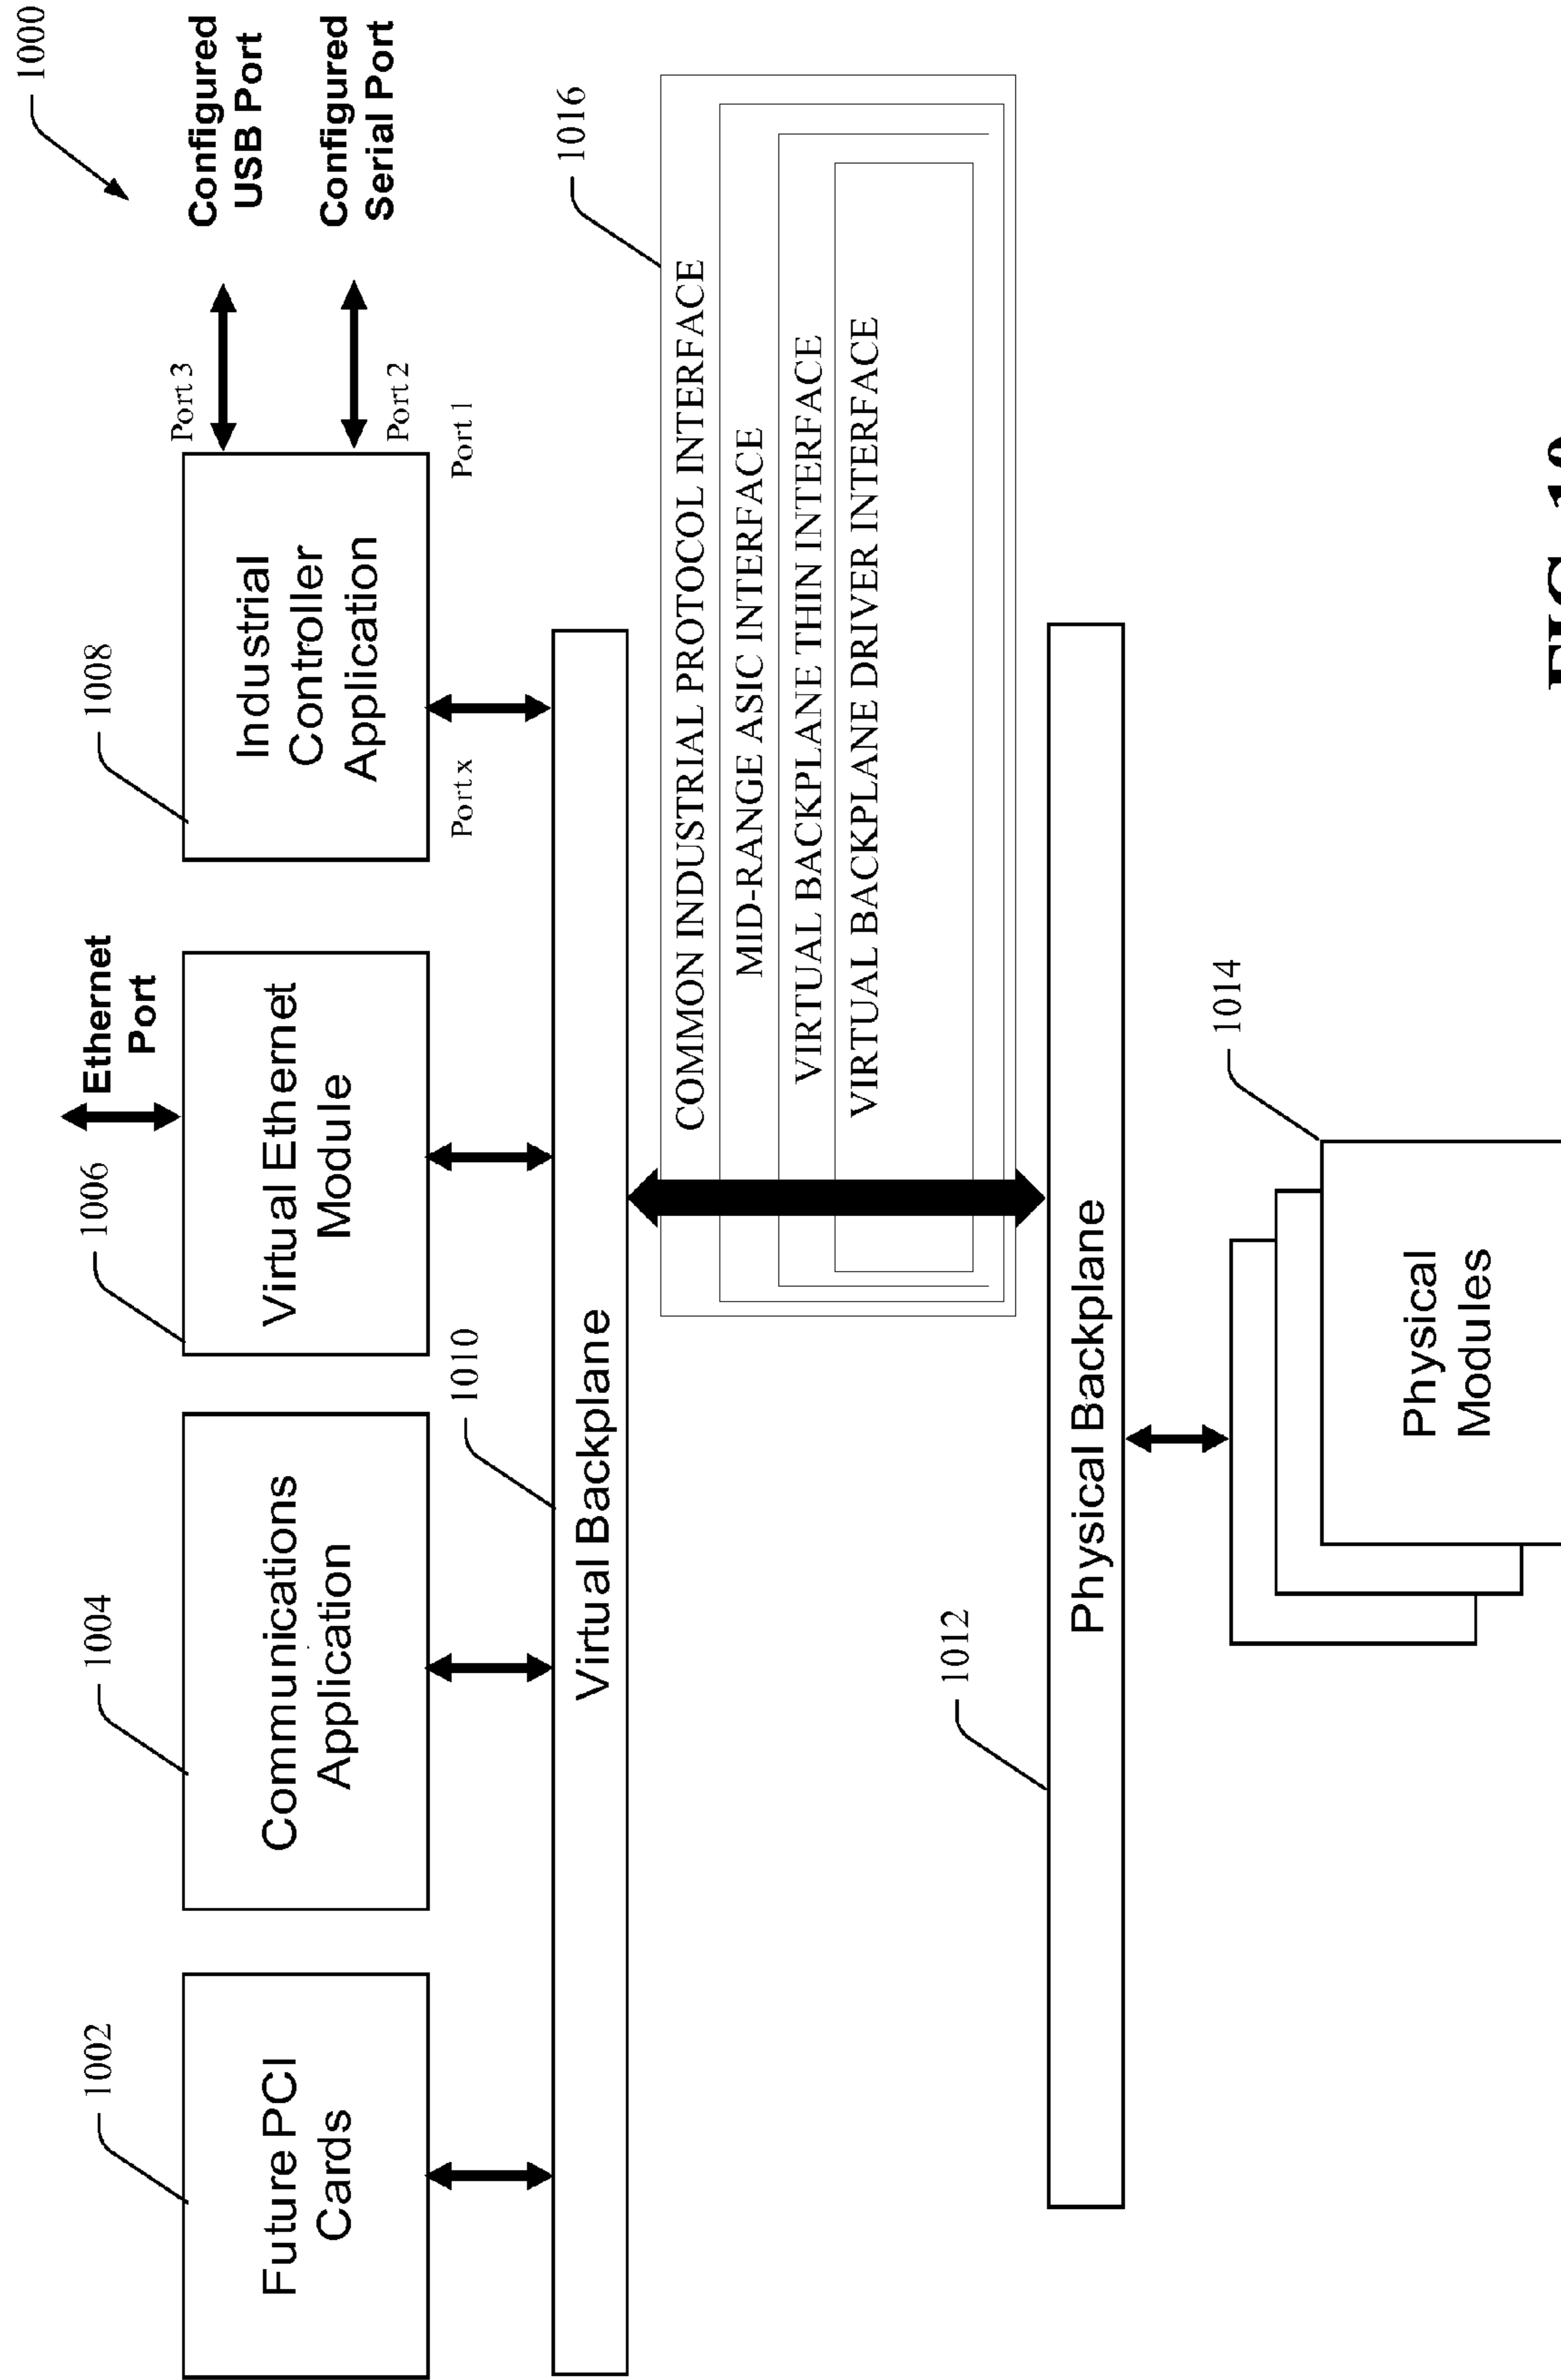 1000
1002
Future PCI
Cards
1004
Communications
Application
1006
Ethernet
Port
Virtual Ethernet
Module
1008
Industrial
Controller
Application
Port 3
Configured
USB Port
Port 2
Configured
Serial Port
Port x
Port 1
1010
Virtual Backplane
1016
COMMON INDUSTRIAL PROTOCOL INTERFACE
MID-RANGE ASIC INTERFACE
VIRTUAL BACKPLANE THIN INTERFACE
VIRTUAL BACKPLANE DRIVER INTERFACE
1012
Physical Backplane
1014
Physical
Modules